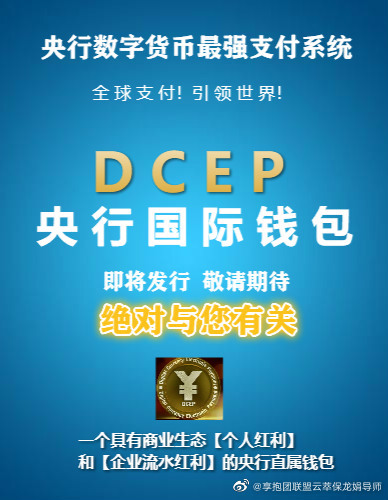 央行数字货币最强支付系统
全球支付! 引领世界!
DCEP
央行国际钱包
即将发行 敬请期待
绝对与您有关
¥
DCEP
一个具有商业生态【个人红利】
和【企业流水红利】的央行直属钱包
@享抱团联盟云萃保龙娟导师